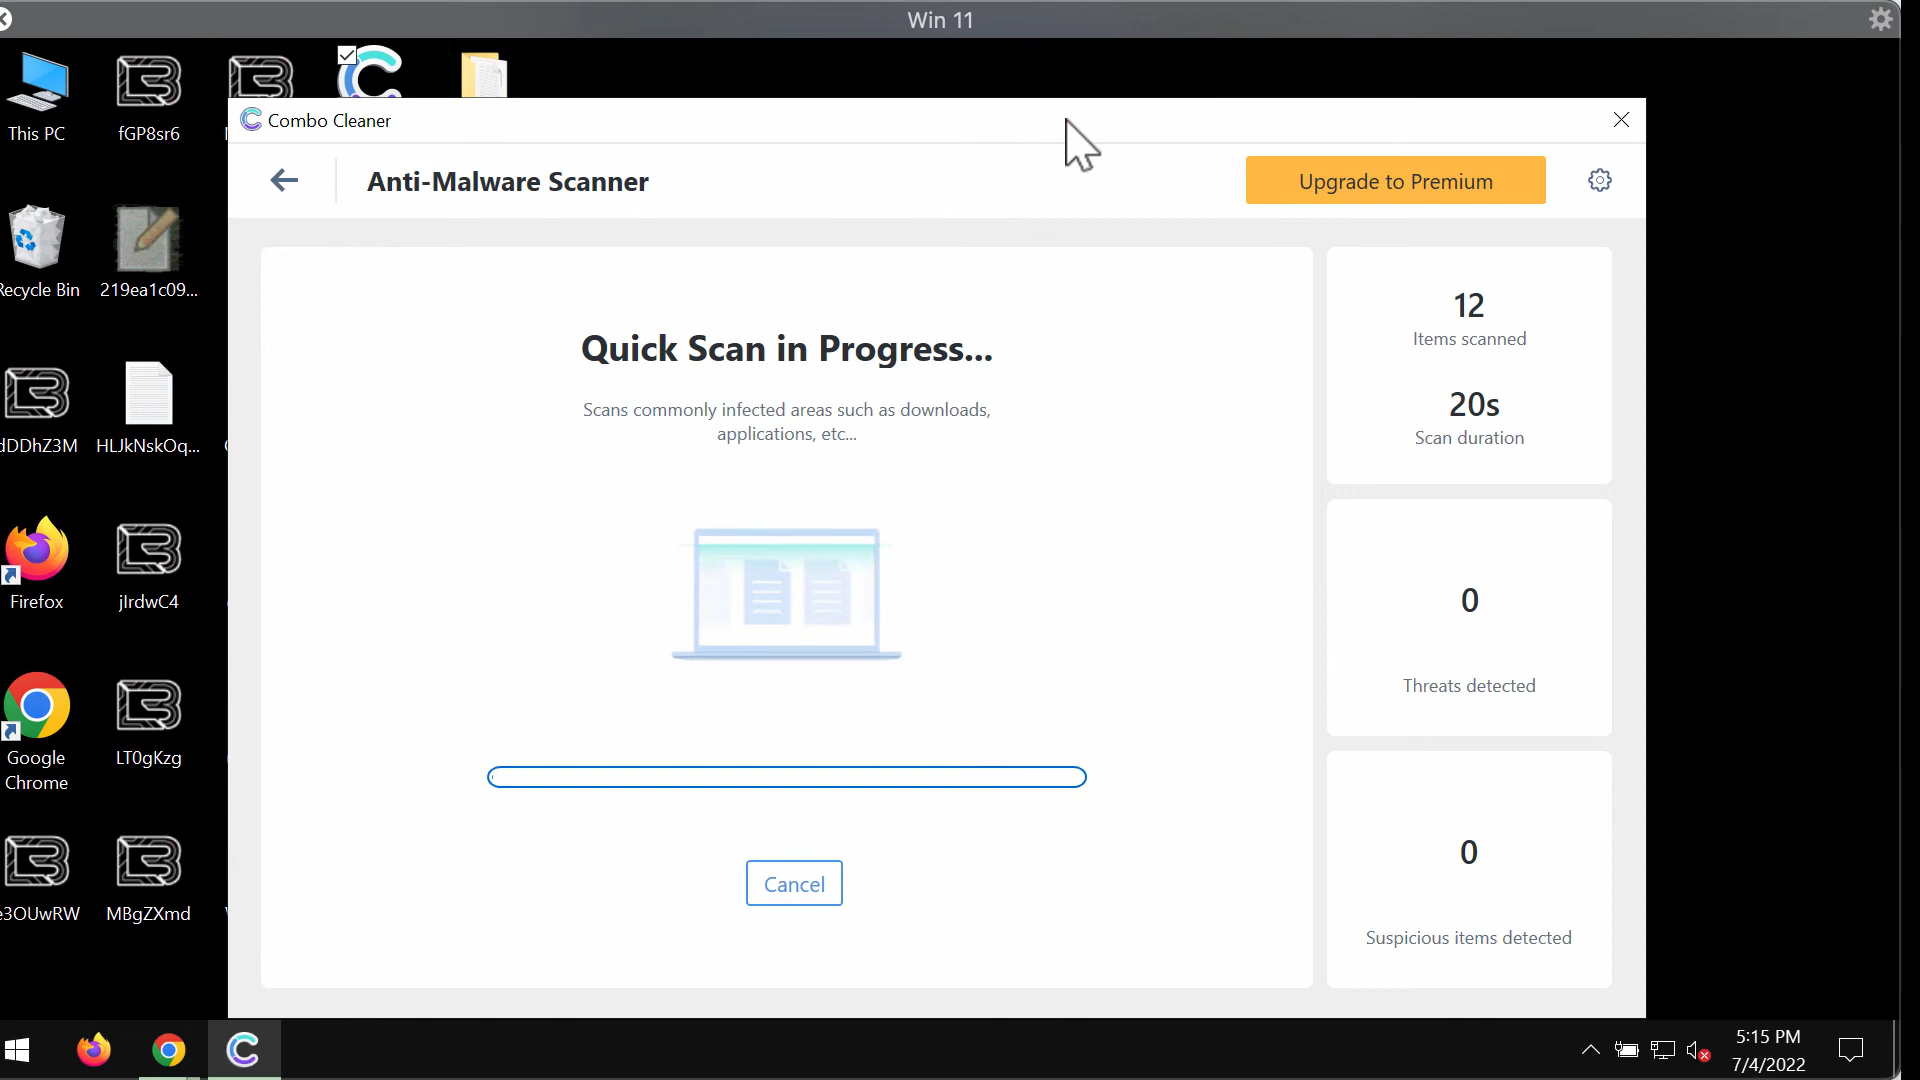 Win 11
This PC
fGP8sr6
Combo Cleaner
Anti-Malware Scanner
Upgrade to Premium
Recycle Bin
219ea1c09...
Quick Scan in Progress...
Scans commonly infected areas such as downloads,
applications, etc...
12
Items scanned
20s
Scan duration
dDDhZ3M
HLJkNskOq...
Firefox
jIrdwC4
0
Threats detected
Google
Chrome
LT0gKzg
Cancel
0
Suspicious items detected
e3OUwRW
MBgZXmd
5:15 PM
7/4/2022